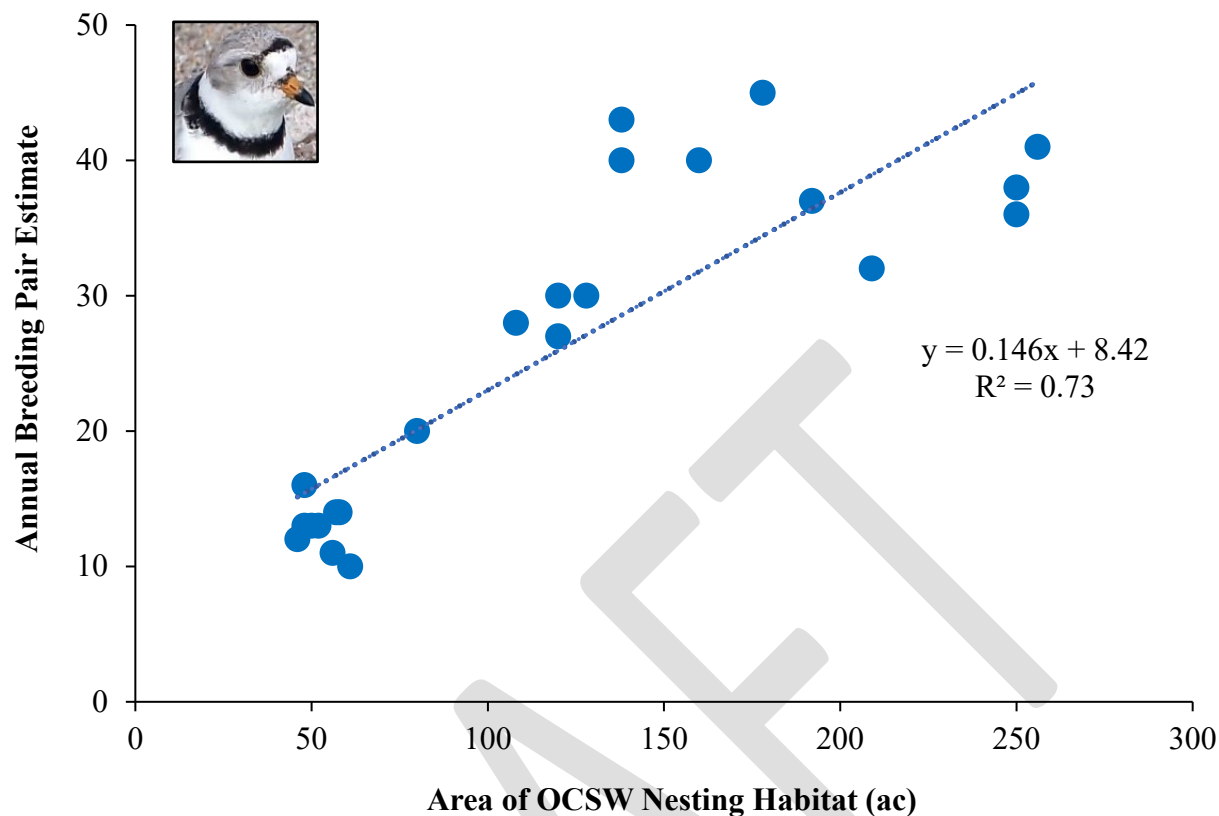 50
40
30
20
10
0
Annual Breeding Pair Estimate
y = 0.146x + 8.42
R² = 0.73
0 50 100 150 200 250 300
Area of OCSW Nesting Habitat (ac)